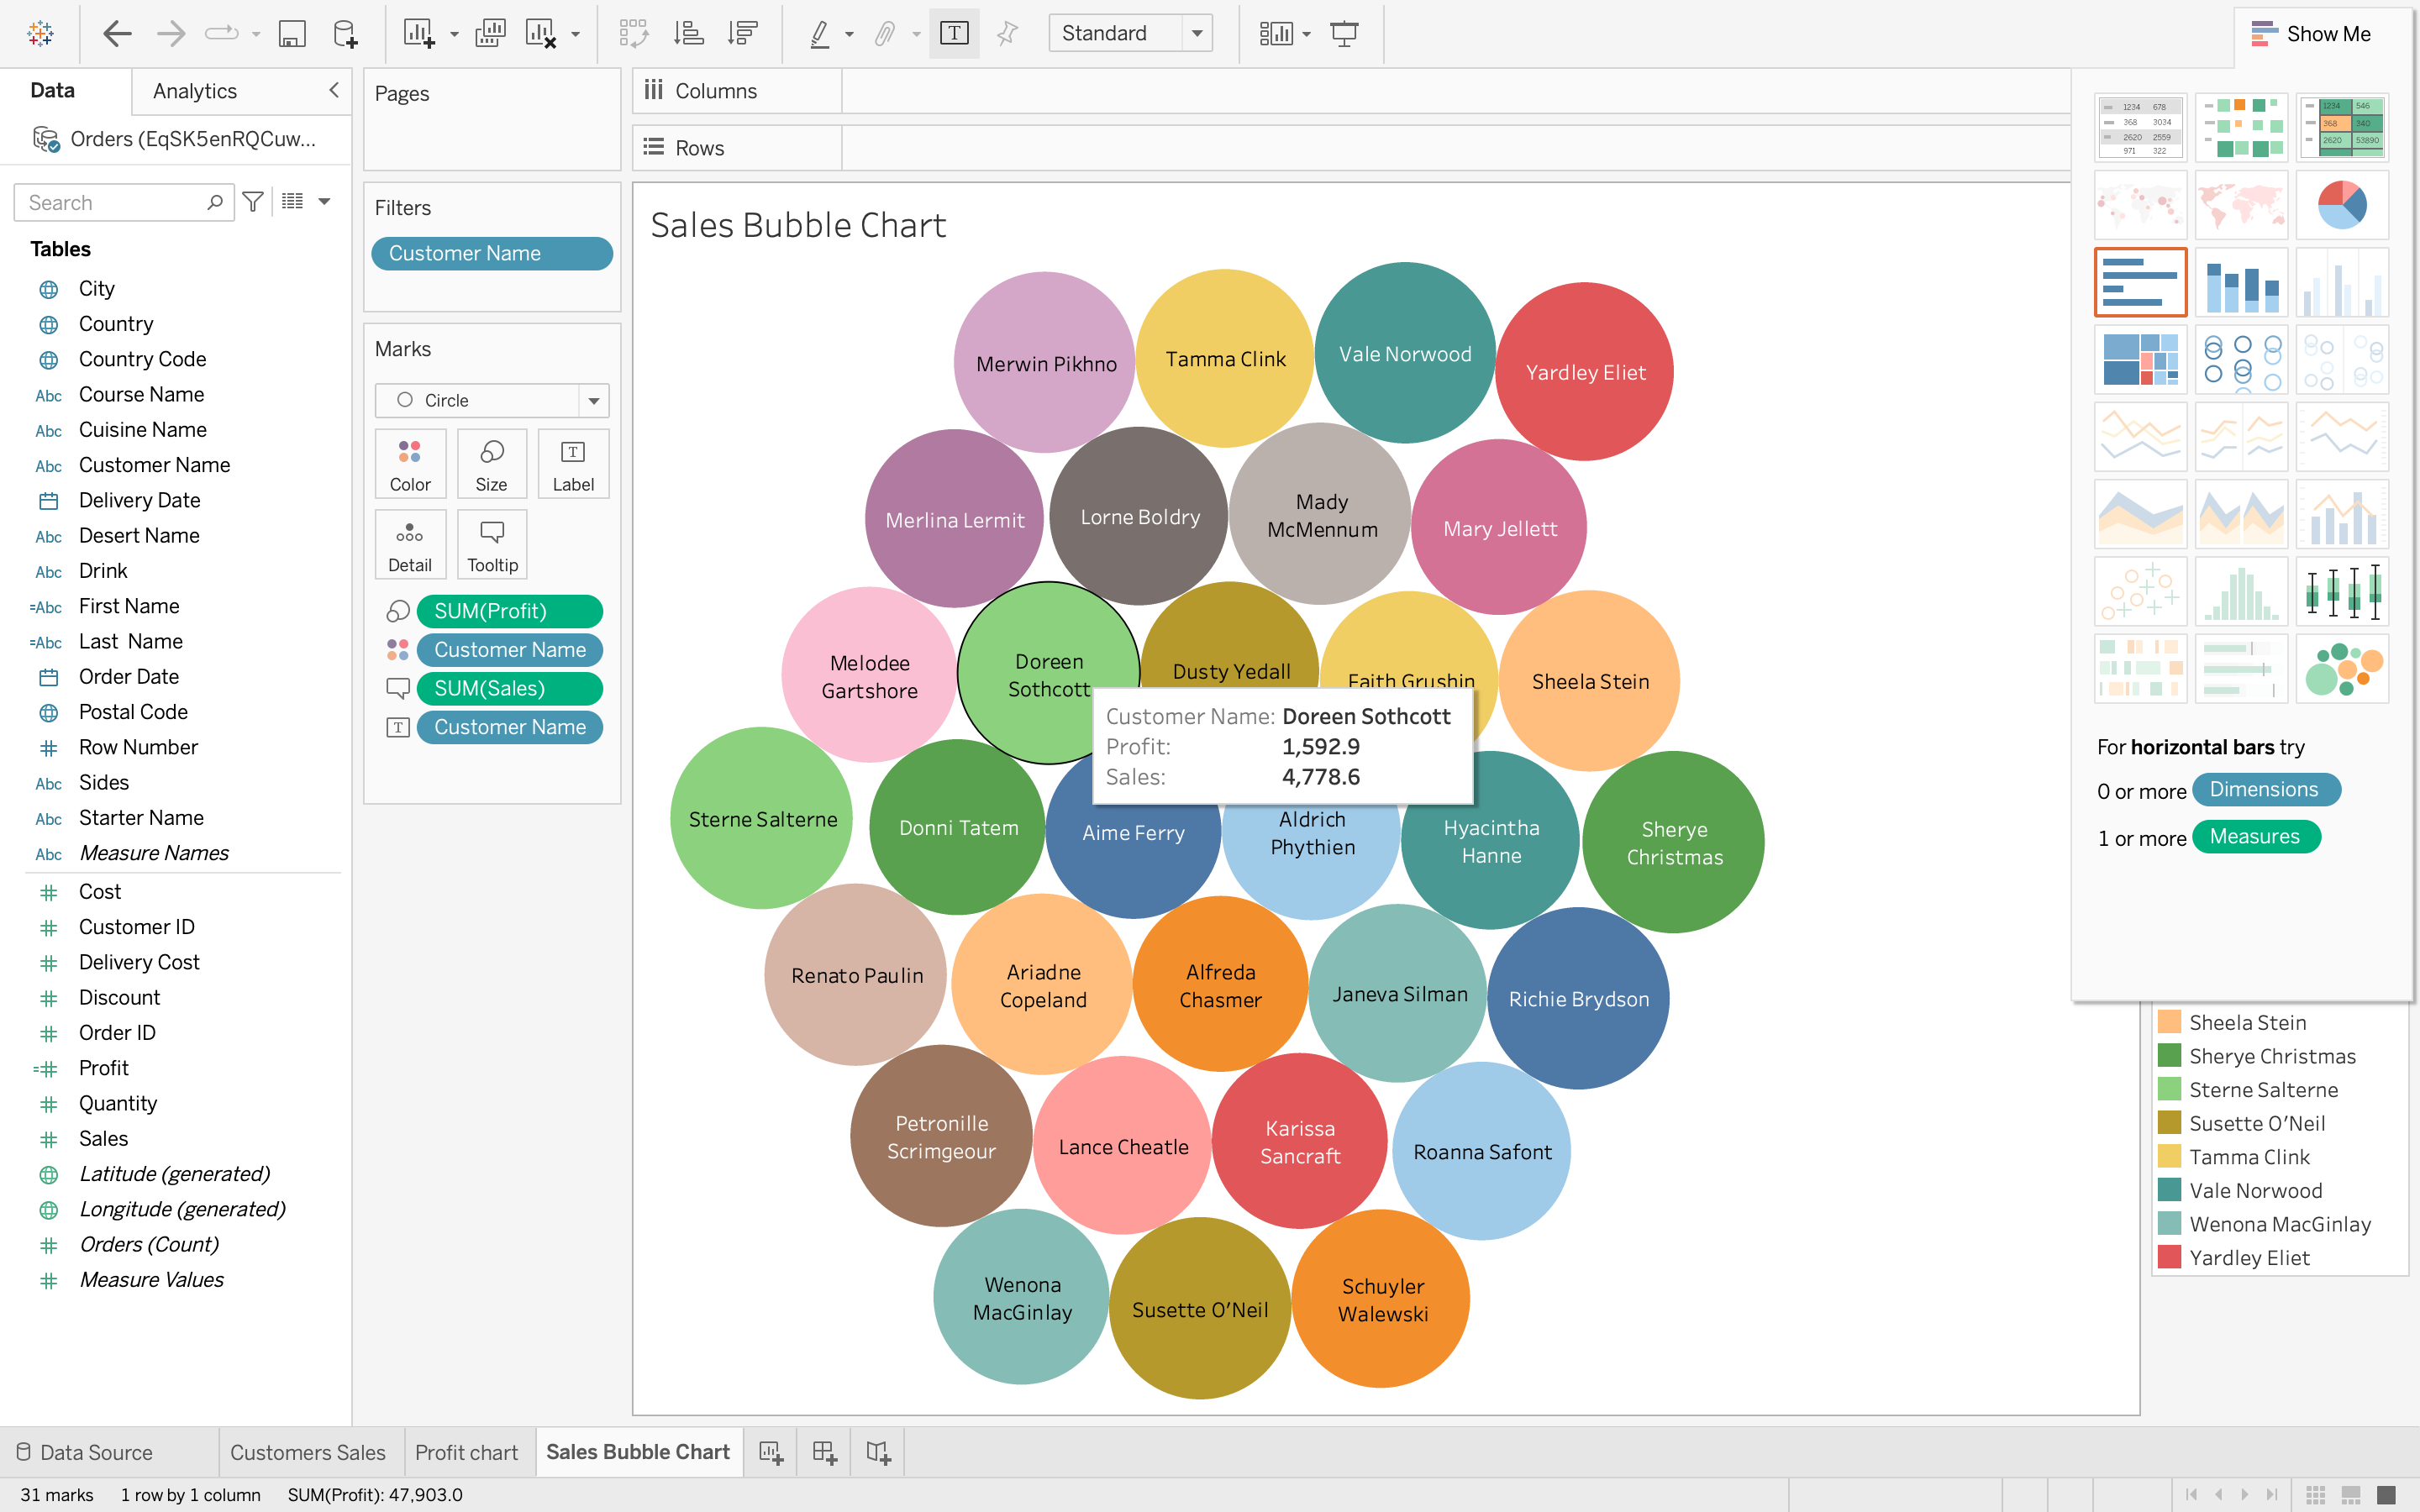 Standard
Show Me
Data
Analytics
Orders (EqSK5enRQCuw...
Search
Tables
City
Country
Country Code
Abc Course Name
Abc Cuisine Name
Abc Customer Name
Delivery Date
Abc Desert Name
Abc Drink
=Abc First Name
=Abc Last Name
Order Date
Postal Code
# Row Number
Abc Sides
Abc Starter Name
Abc Measure Names
# Cost
# Customer ID
# Delivery Cost
# Discount
# Order ID
=# Profit
# Quantity
# Sales
Latitude (generated)
Longitude (generated)
# Orders (Count)
# Measure Values
Pages
Filters
Customer Name
Marks
Circle
Color
Size
T
Label
Detail
Tooltip
SUM(Profit)
Customer Name
SUM(Sales)
T Customer Name
Columns
Rows
Sales Bubble Chart
Merwin Pikhno
Tamma Clink
Vale Norwood
Yardley Eliet
Merlina Lermit
Lorne Boldry
Mady
McMennum
Mary Jellett
Melodee
Gartshore
Doreen
Sothcott
Dusty Yedall
Faith Grushin
Sheela Stein
Customer Name: Doreen Sothcott
Profit: 1,592.9
Sales: 4,778.6
Sterne Salterne
Donni Tatem
Aime Ferry
Aldrich
Phythien
Hyacintha
Hanne
Sherye
Christmas
Renato Paulin
Ariadne
Copeland
Alfreda
Chasmer
Janeva Silman
Richie Brydson
Petronille
Scrimgeour
Lance Cheatle
Karissa
Sancraft
Roanna Safont
Wenona
MacGinlay
Susette O’Neil
Schuyler
Walewski
1234 678
368 3034
2620 2559
971 322
1234 546
368 340
2620 53890
For horizontal bars try
0 or more Dimensions
1 or more Measures
Sheela Stein
Sherye Christmas
Sterne Salterne
Susette O’Neil
Tamma Clink
Vale Norwood
Wenona MacGinlay
Yardley Eliet
Data Source
Customers Sales
Profit chart
Sales Bubble Chart
31 marks
1 row by 1 column
SUM(Profit): 47,903.0